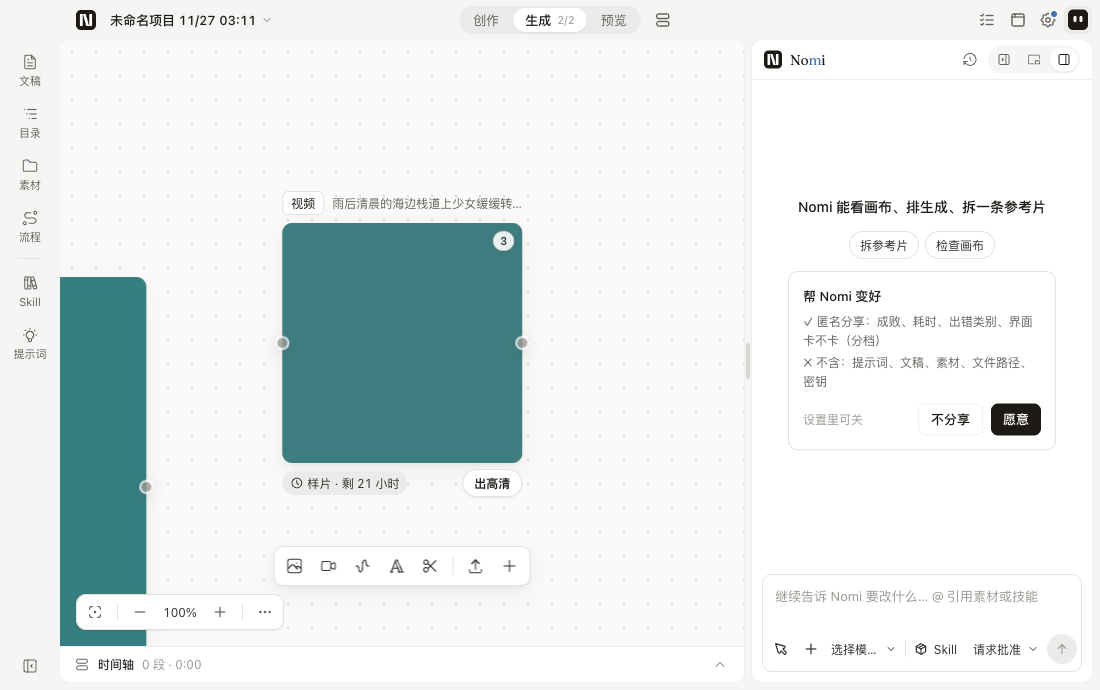 未命名项目 11/27 03:11
创作
生成 2/2
预览
文稿
目录
素材
流程
Skill
提示词
视频
雨后清晨的海边栈道上少女缓缓转...
3
样片 · 剩 21 小时
出高清
100%
时间轴 0 段 · 0:00
Nomi
Nomi 能看画布、排生成、拆一条参考片
拆参考片
检查画布
帮 Nomi 变好
✓ 匿名分享：成败、耗时、出错类别、界面
卡不卡（分档）
✕ 不含：提示词、文稿、素材、文件路径、
密钥
设置里可关
不分享
愿意
继续告诉 Nomi 要改什么... @ 引用素材或技能
选择模...
Skill
请求批准